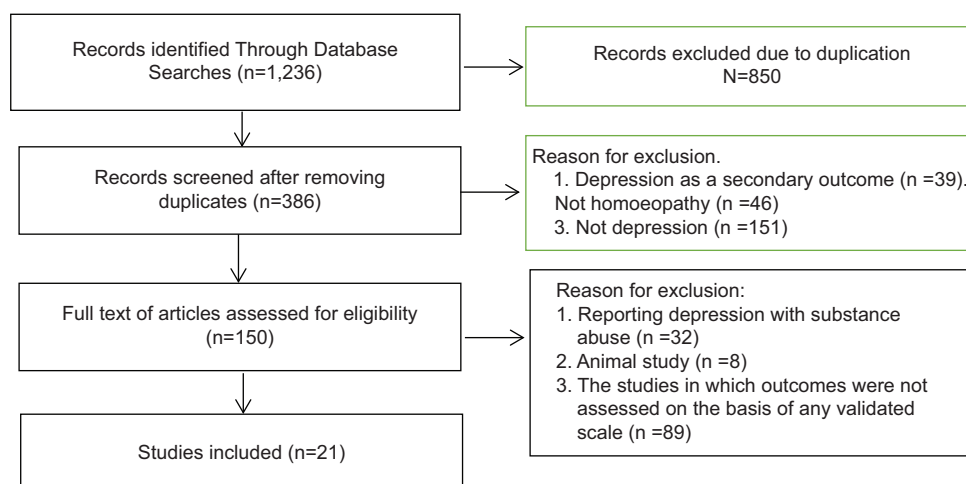 Records identified Through Database
Searches (n=1,236)
Records excluded due to duplication
N=850
Records screened after removing
duplicates (n=386)
Reason for exclusion.
1. Depression as a secondary outcome (n =39).
Not homoeopathy (n =46)
3. Not depression (n =151)
Full text of articles assessed for eligibility
(n=150)
Reason for exclusion:
1. Reporting depression with substance
abuse (n =32)
2. Animal study (n =8)
3. The studies in which outcomes were not
assessed on the basis of any validated
scale (n =89)
Studies included (n=21)